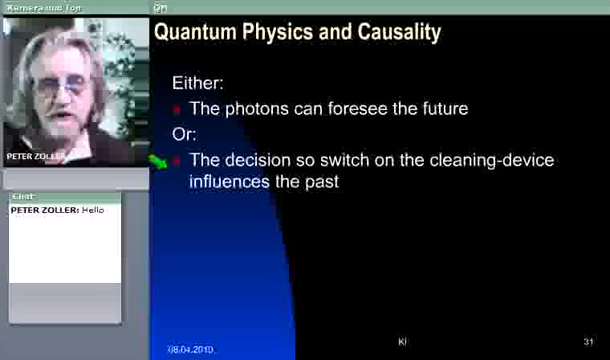 Kamera und Ton
Quantum Physics and Causality
PETER ZOLLER
Either:
The photons can foresee the future
Or:
The decision so switch on the cleaning-device
influences the past
Chat
PETER ZOLLER: Hello
08.04.2010
KI
31